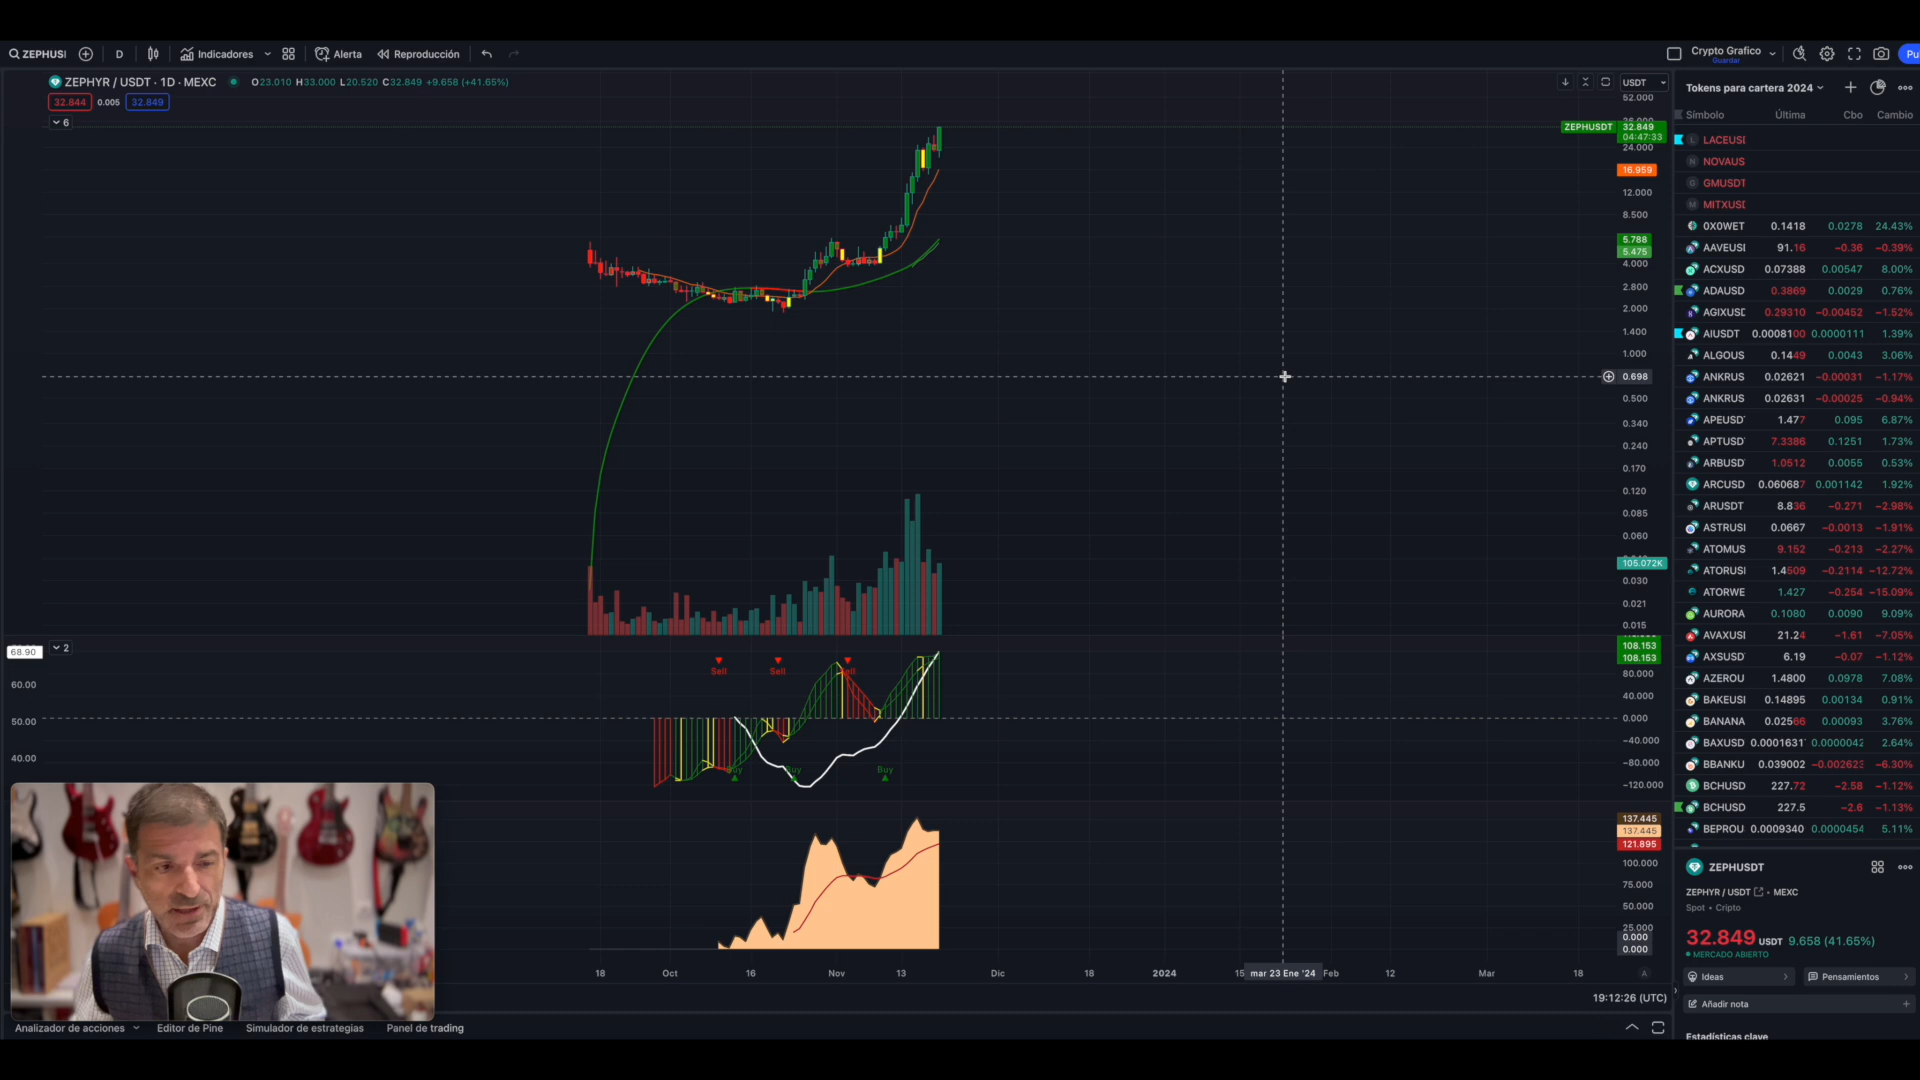 ZEPHUSI
D
Indicadores
Alerta
Reproducción
Crypto Grafico
Guardar
Pu
ZEPHYR / USDT · 1D · MEXC
O23.010 H33.000 L20.520 C32.849 +9.658 (+41.65%)
32.844 0.005 32.849
6
USDT
52.000
ZEPHUSDT 32.849
04:47:33
24.000
16.959
12.000
8.500
5.788
5.475
4.000
2.800
2.000
1.400
1.000
0.698
0.500
0.340
0.240
0.170
0.120
0.085
0.060
105.072K
0.030
0.021
0.015
2
68.90
60.00
50.00
40.00
Sell
Sell
Sell
Buy
Buy
Buy
108.153
108.153
80.000
40.000
0.000
−40.000
−80.000
−120.000
137.445
137.445
121.895
100.000
75.000
50.000
25.000
0.000
0.000
18 Oct 16 Nov 13 Dic 18 2024 15 mar 23 Ene '24 Feb 12 Mar 18 A
19:12:26 (UTC)
Analizador de acciones Editor de Pine Simulador de estrategias Panel de trading
Tokens para cartera 2024
Símbolo Última Cbo Cambio
L LACEUSI
N NOVAUS
G GMUSDT
M MITXUSI
0X0WET 0.1418 0.0278 24.43%
AAVEUSI 91.16 −0.36 −0.39%
ACXUSD 0.07388 0.00547 8.00%
ADAUSD 0.3869 0.0029 0.76%
AGIXUSD 0.29310 −0.00452 −1.52%
AIUSDT 0.0008100 0.0000111 1.39%
ALGOUS 0.1449 0.0043 3.06%
ANKRUS 0.02621 −0.00031 −1.17%
ANKRUS 0.02631 −0.00025 −0.94%
APEUSD 1.477 0.095 6.87%
APTUSD 7.3386 0.1251 1.73%
ARBUSD 1.0512 0.0055 0.53%
ARCUSD 0.060687 0.001142 1.92%
ARUSDT 8.836 −0.271 −2.98%
ASTRUSI 0.0667 −0.0013 −1.91%
ATOMUS 9.152 −0.213 −2.27%
ATORUSI 1.4509 −0.2114 −12.72%
ATORWE 1.427 −0.254 −15.09%
AURORA 0.1080 0.0090 9.09%
AVAXUSI 21.24 −1.61 −7.05%
AXSUSD 6.19 −0.07 −1.12%
AZEROU 1.4800 0.0978 7.08%
BAKEUSI 0.14895 0.00134 0.91%
BANANA 0.02566 0.00093 3.76%
BAXUSD 0.0001631 0.0000042 2.64%
BBANKU 0.039002 −0.002623 −6.30%
BCHUSD 227.72 −2.58 −1.12%
BCHUSD 227.5 −2.6 −1.13%
BEPROU 0.0009340 0.0000454 5.11%
ZEPHUSDT
ZEPHYR / USDT • MEXC
Spot • Cripto
32.849 USDT 9.658 (41.65%)
MERCADO ABIERTO
Ideas Pensamientos
Añadir nota
Estadísticas clave